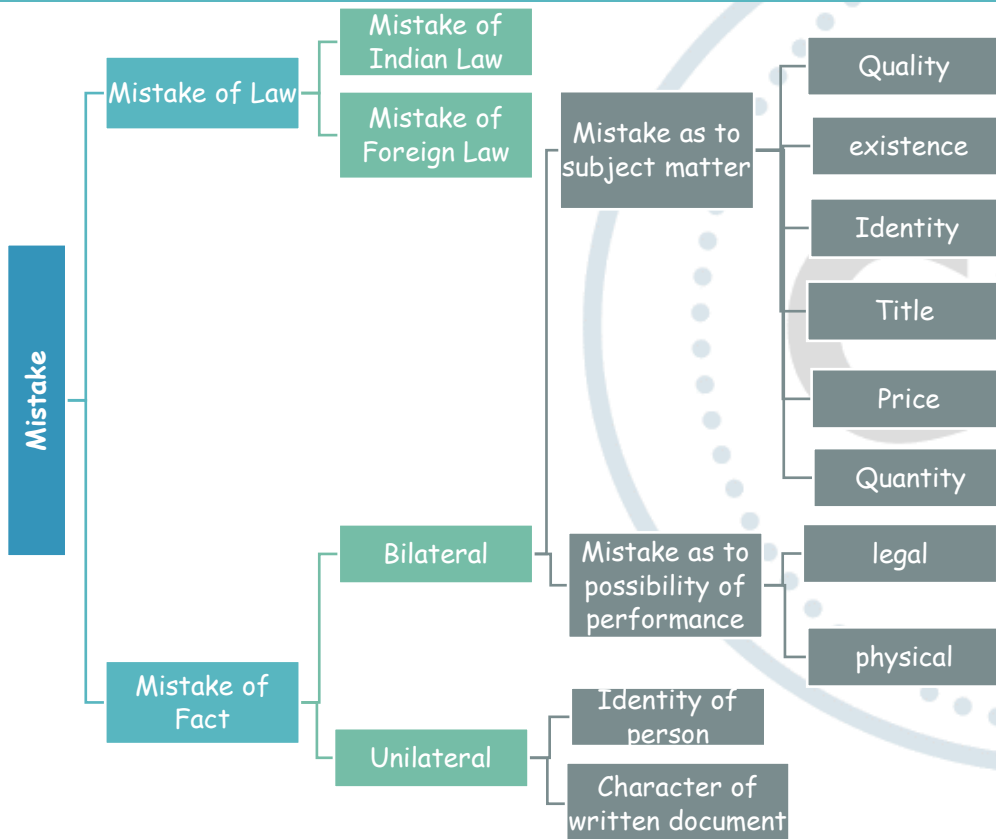 Mistake
Mistake of Law
Mistake of
Indian Law
Mistake of
Foreign Law
Mistake of
Fact
Bilateral
Mistake as to
subject matter
Quality
existence
Identity
Title
Price
Quantity
Mistake as to
possibility of
performance
legal
physical
Unilateral
Identity of
person
Character of
written document